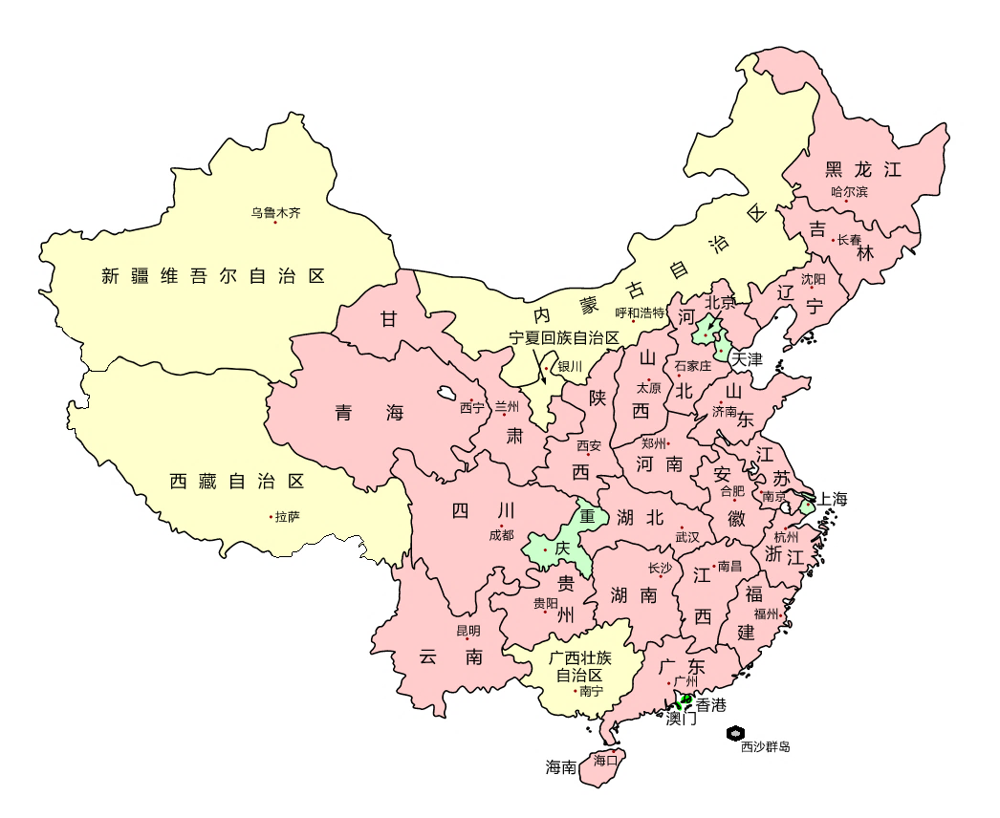 黑龙江
哈尔滨
吉林
长春
辽宁
沈阳
内蒙古自治区
呼和浩特
新疆维吾尔自治区
乌鲁木齐
甘肃
兰州
宁夏回族自治区
银川
北京
天津
河北
石家庄
山西
太原
山东
济南
陕西
西安
青海
西宁
河南
郑州
西藏自治区
拉萨
四川
成都
重庆
湖北
武汉
安徽
合肥
江苏
南京
上海
浙江
杭州
湖南
长沙
江西
南昌
福建
福州
贵州
贵阳
云南
昆明
广西壮族
自治区
南宁
广东
广州
香港
澳门
海南
海口
西沙群岛